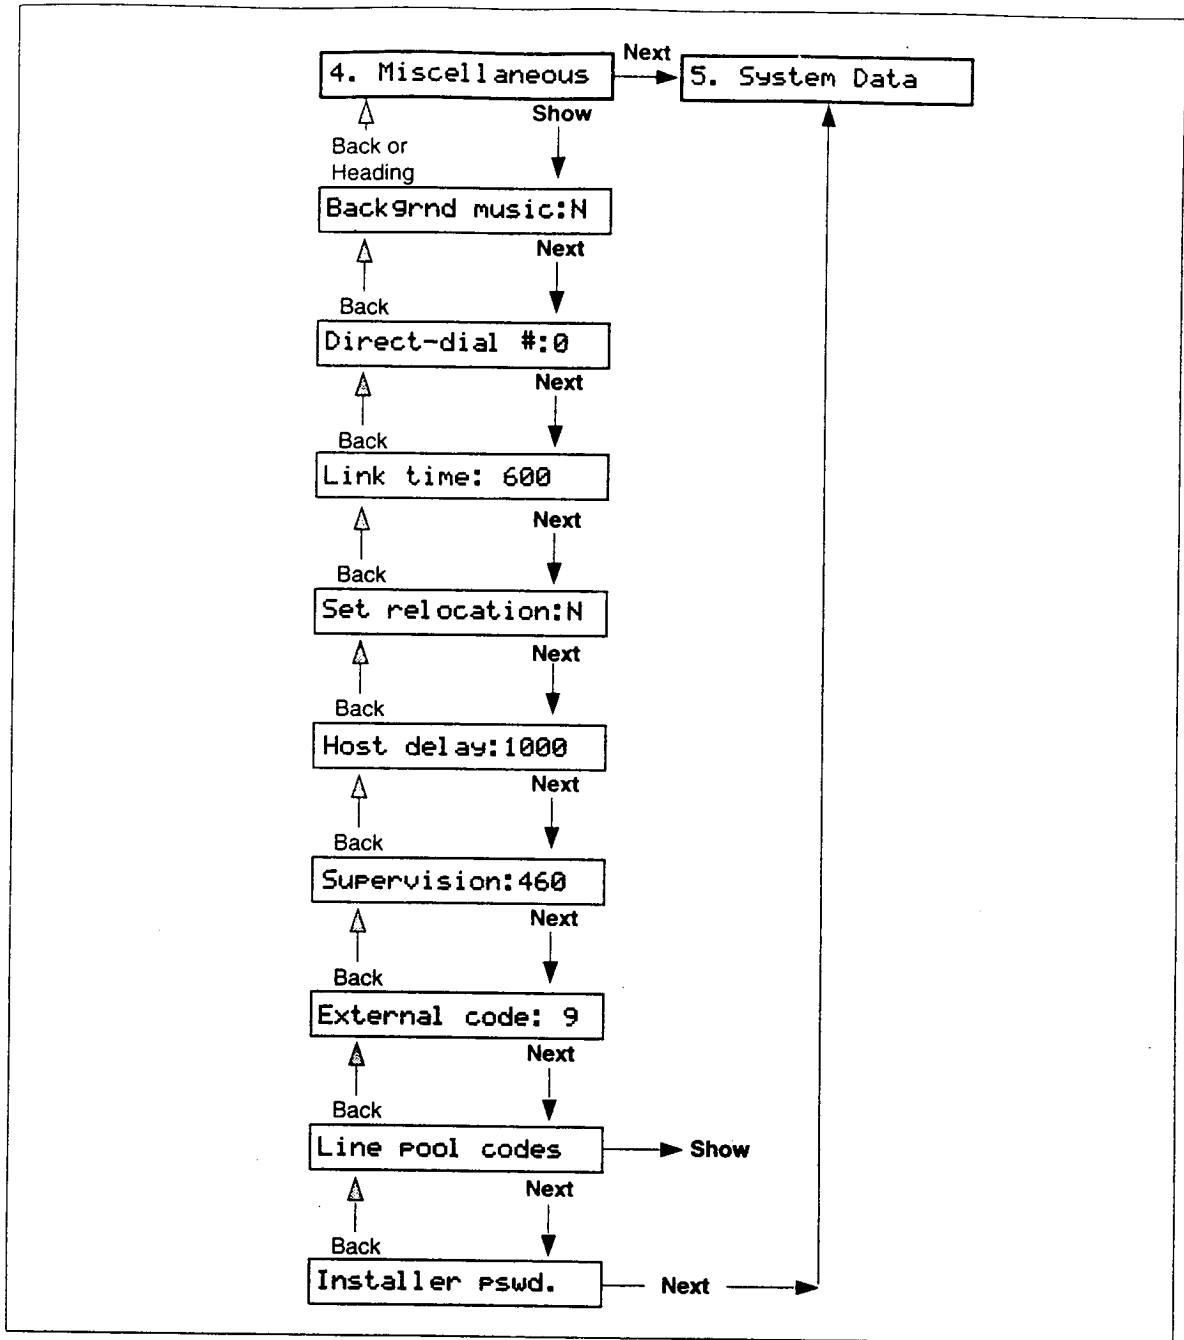 4. Miscellaneous
Next
5. System Data
Show
Back or
Heading
Backgrnd music:N
Next
Back
Direct-dial #:0
Next
Back
Link time: 600
Next
Back
Set relocation:N
Next
Back
Host delay:1000
Next
Back
Supervision:460
Next
Back
External code: 9
Next
Back
Line pool codes
Show
Next
Back
Installer pswd.
Next